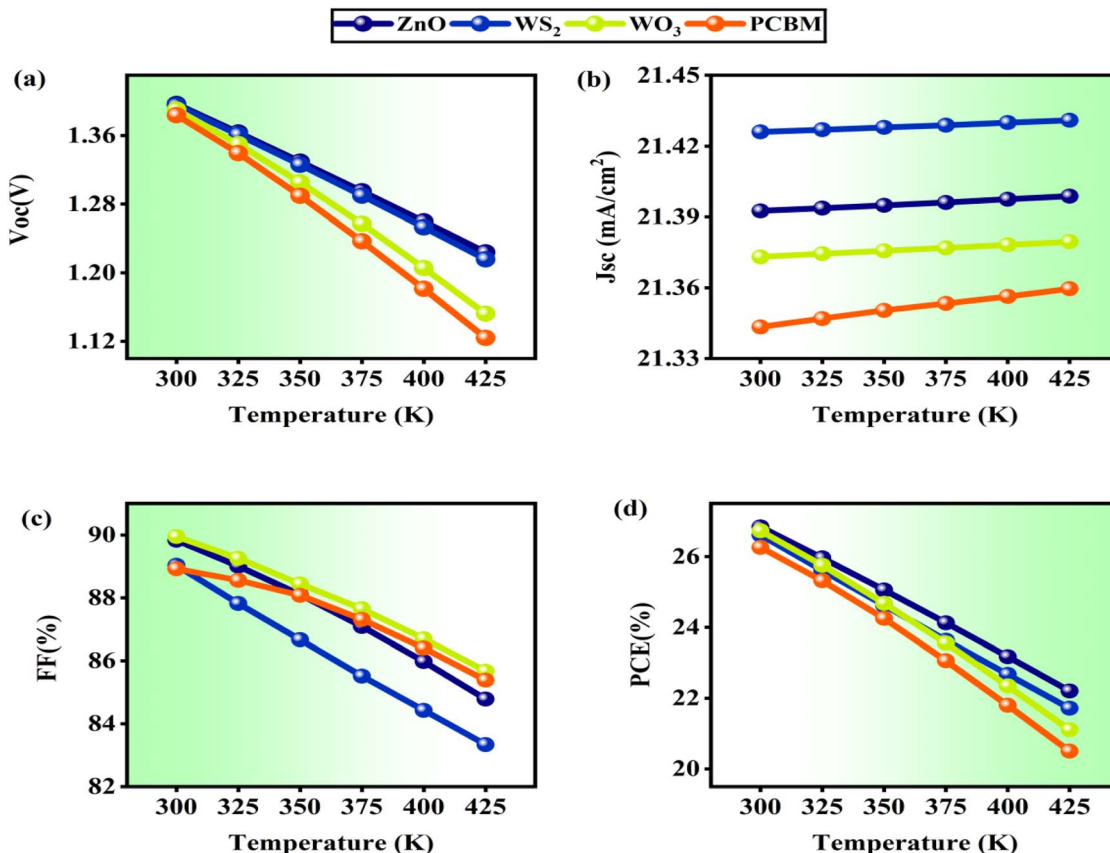 ZnO WS₂ WO₃ PCBM
(a)
1.36
1.28
1.20
1.12
Voc(V)
300 325 350 375 400 425
Temperature (K)
(b)
21.45
21.42
21.39
21.36
21.33
Jsc (mA/cm²)
300 325 350 375 400 425
Temperature (K)
(c)
90
88
86
84
82
FF(%)
300 325 350 375 400 425
Temperature (K)
(d)
26
24
22
20
PCE(%)
300 325 350 375 400 425
Temperature (K)